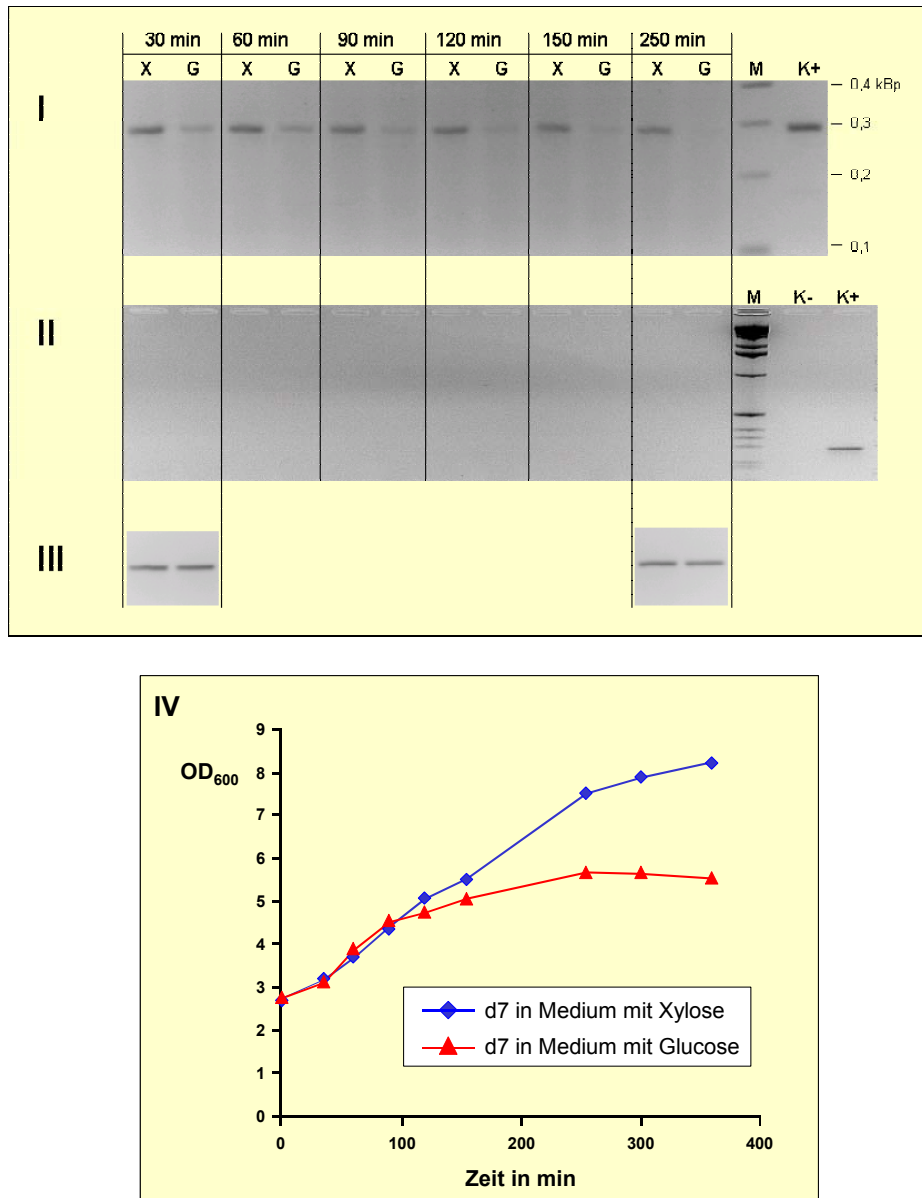 30 min 60 min 90 min 120 min 150 min 250 min
X G X G X G X G X G X G M K+
I
0,4 kBp
0,3
0,2
0,1
M K- K+
II
III
IV
OD600
9
8
7
6
5
4
3
2
1
0
d7 in Medium mit Xylose
d7 in Medium mit Glucose
0 100 200 300 400
Zeit in min